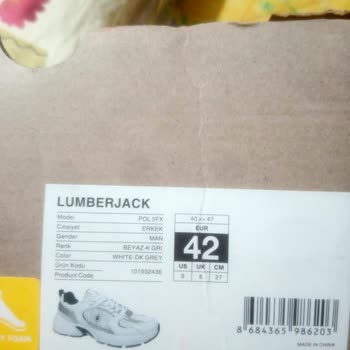 LUMBERJACK
Model POL 5FX 40 47
Cinsiyet ERKEK EUR
Gender MAN 42
Renk BEYAZ-K GRİ
Color WHITE-DK GREY US UK CM
Ürün Kodu 101932436 9 8 27
Product Code
8 684365 986203
MADE IN CHINA
FOAM